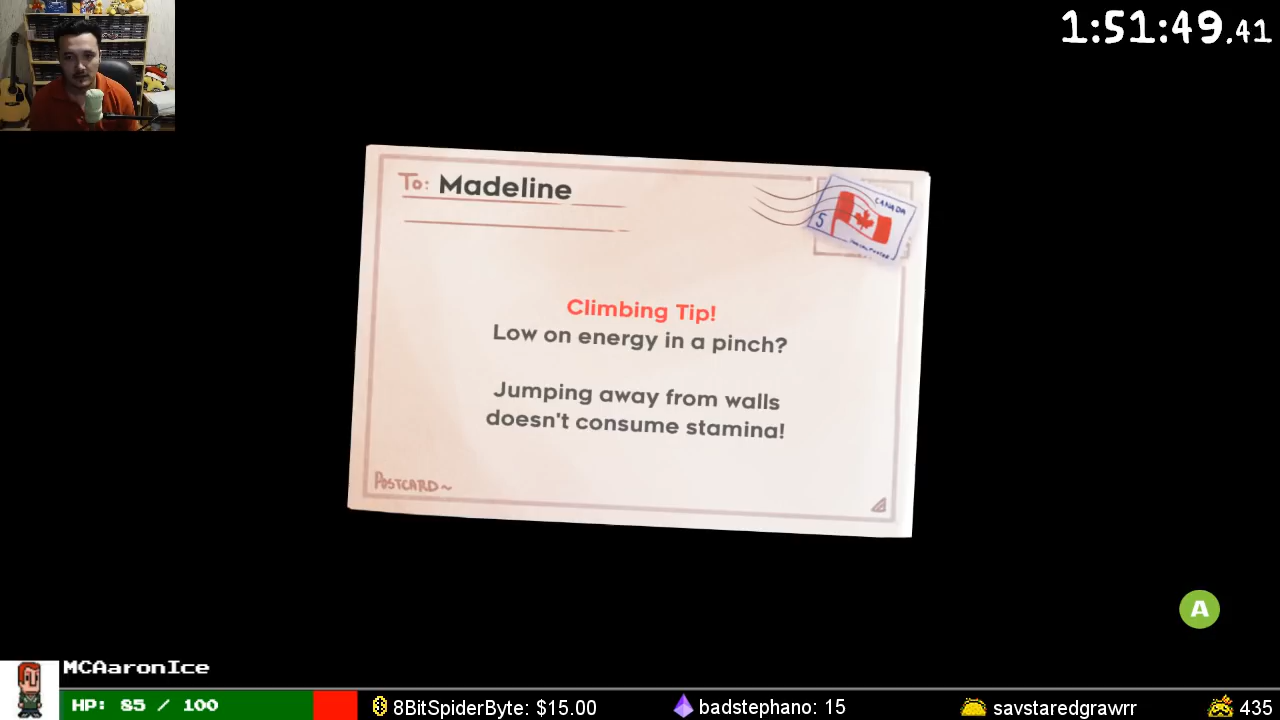 1:51:49.41
To: Madeline
CANADA
5
Climbing Tip!
Low on energy in a pinch?
Jumping away from walls
doesn't consume stamina!
POSTCARD~
A
MCAaronIce
HP: 85 / 100
8BitSpiderByte: $15.00
badstephano: 15
savstaredgrawrr
435